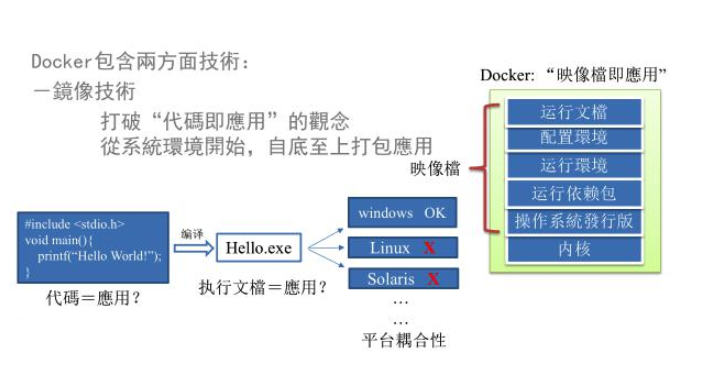 Docker包含兩方面技術：
－鏡像技術
打破“代碼即應用”的觀念
從系統環境開始，自底至上打包應用
Docker: “映像檔即應用”
运行文檔
配置環境
运行環境
运行依赖包
操作系統發行版
内核
映像檔
#include <stdio.h>
void main(){
printf(“Hello World!”);
}
代碼＝應用？
编译
Hello.exe
执行文檔＝應用？
windows OK
Linux X
Solaris X
…
…
平台耦合性